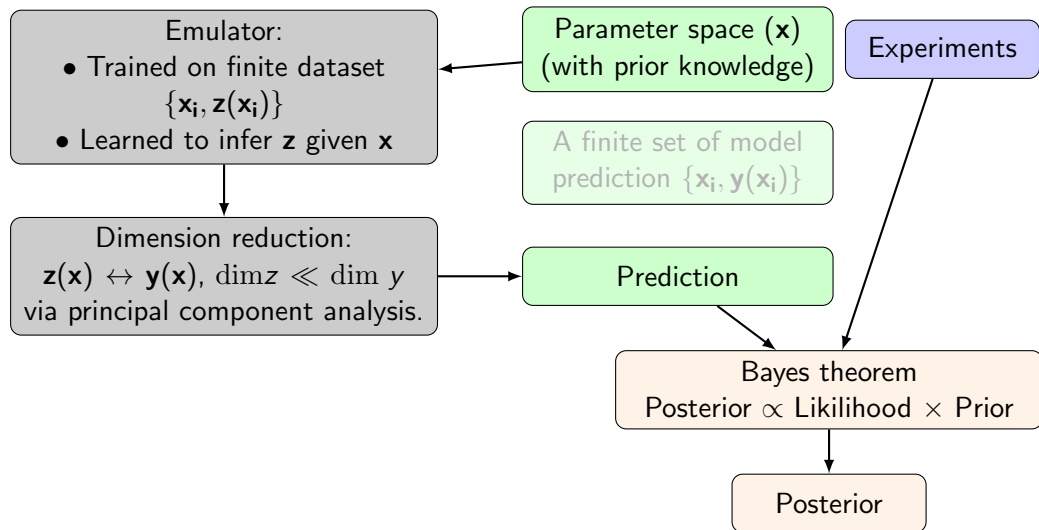 Emulator:
• Trained on finite dataset
{xᵢ, z(xᵢ)}
• Learned to infer z given x
Parameter space (x)
(with prior knowledge)
Experiments
A finite set of model
prediction {xᵢ, y(xᵢ)}
Dimension reduction:
z(x) ↔ y(x), dimz ≪ dim y
via principal component analysis.
Prediction
Bayes theorem
Posterior ∝ Likilihood × Prior
Posterior